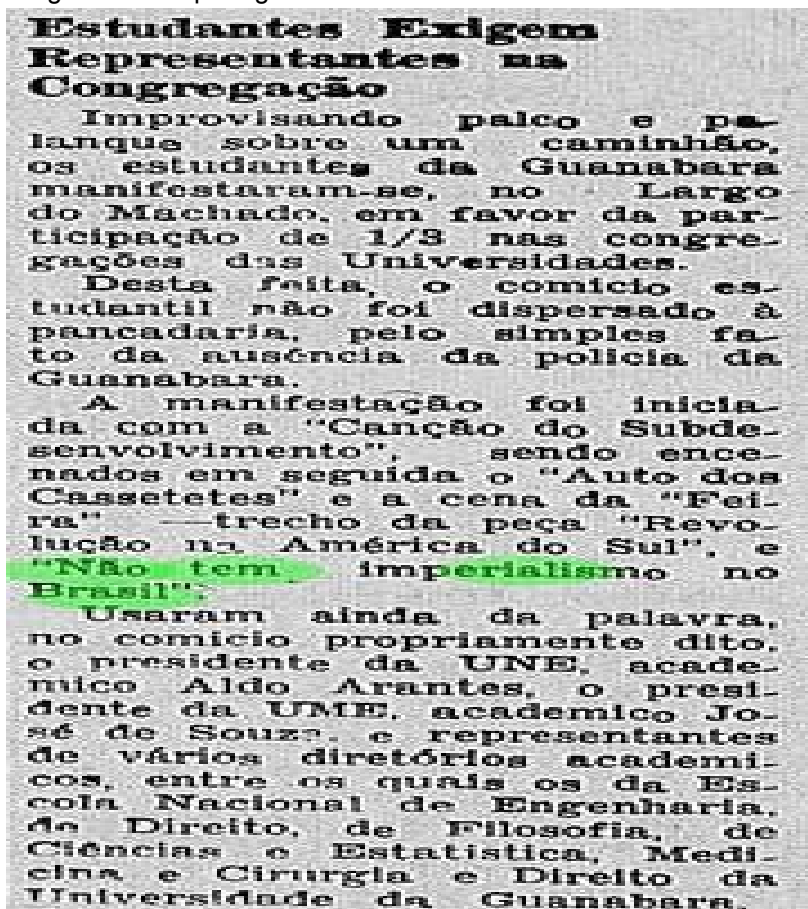 Estudantes Exigem
Representantes na
Congregação
Improvisando palco e pa-
lanque sobre um caminhão,
os estudantes da Guanabara
manifestaram-se, no Largo
do Machado, em favor da par-
ticipação de 1/3 nas congre-
gações das Universidades.
Desta feita, o comício es-
tudantil não foi dispersado à
pancadaria, pelo simples fa-
to da ausência da policia da
Guanabara.
A manifestação foi inicia-
da com a "Canção do Subde-
senvolvimento", sendo ence-
nados em seguida o "Auto dos
Cassetetes" e a cena da "Fei-
ra" —trecho da peça "Revo-
lução na América do Sul", e
"Não tem imperialismo no
Brasil".
Usaram ainda da palavra,
no comício propriamente dito,
o presidente da UNE, acade-
mico Aldo Arantes, o presi-
dente da UME, academico Jo-
sé de Souza, e representantes
de vários diretórios academi-
cos, entre os quais os da Es-
cola Nacional de Engenharia,
de Direito, de Filosofia, de
Ciências e Estatistica, Medi-
cina e Cirurgia e Direito da
Universidade da Guanabara.